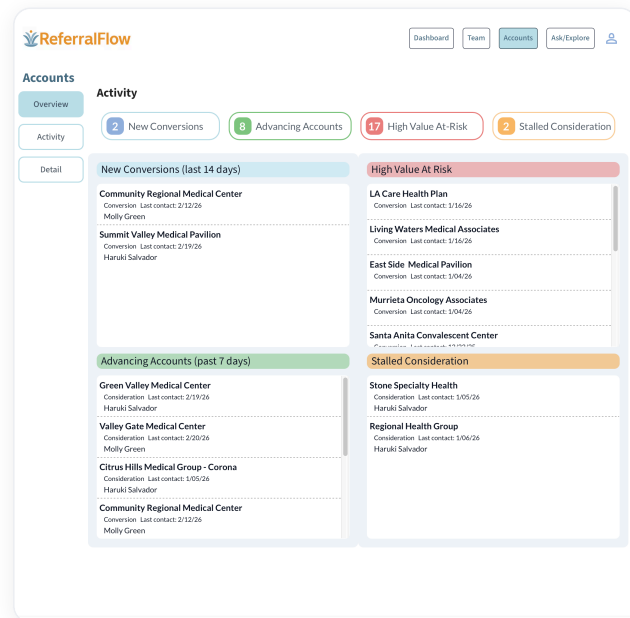 ReferralFlow
Dashboard
Team
Accounts
Ask/Explore
Accounts
Overview
Activity
Detail
Activity
2 New Conversions
8 Advancing Accounts
17 High Value At-Risk
2 Stalled Consideration
New Conversions (last 14 days)
Community Regional Medical Center
Conversion Last contact: 2/12/26
Molly Green
Summit Valley Medical Pavilion
Conversion Last contact: 2/19/26
Haruki Salvador
High Value At Risk
LA Care Health Plan
Conversion Last contact: 1/16/26
Living Waters Medical Associates
Conversion Last contact: 1/16/26
East Side Medical Pavilion
Conversion Last contact: 1/04/26
Murrieta Oncology Associates
Conversion Last contact: 1/04/26
Santa Anita Convalescent Center
Advancing Accounts (past 7 days)
Green Valley Medical Center
Consideration Last contact: 2/19/26
Haruki Salvador
Valley Gate Medical Center
Consideration Last contact: 2/20/26
Molly Green
Citrus Hills Medical Group - Corona
Consideration Last contact: 1/05/26
Haruki Salvador
Community Regional Medical Center
Conversion Last contact: 2/12/26
Molly Green
Stalled Consideration
Stone Specialty Health
Consideration Last contact: 1/05/26
Haruki Salvador
Regional Health Group
Consideration Last contact: 1/06/26
Haruki Salvador